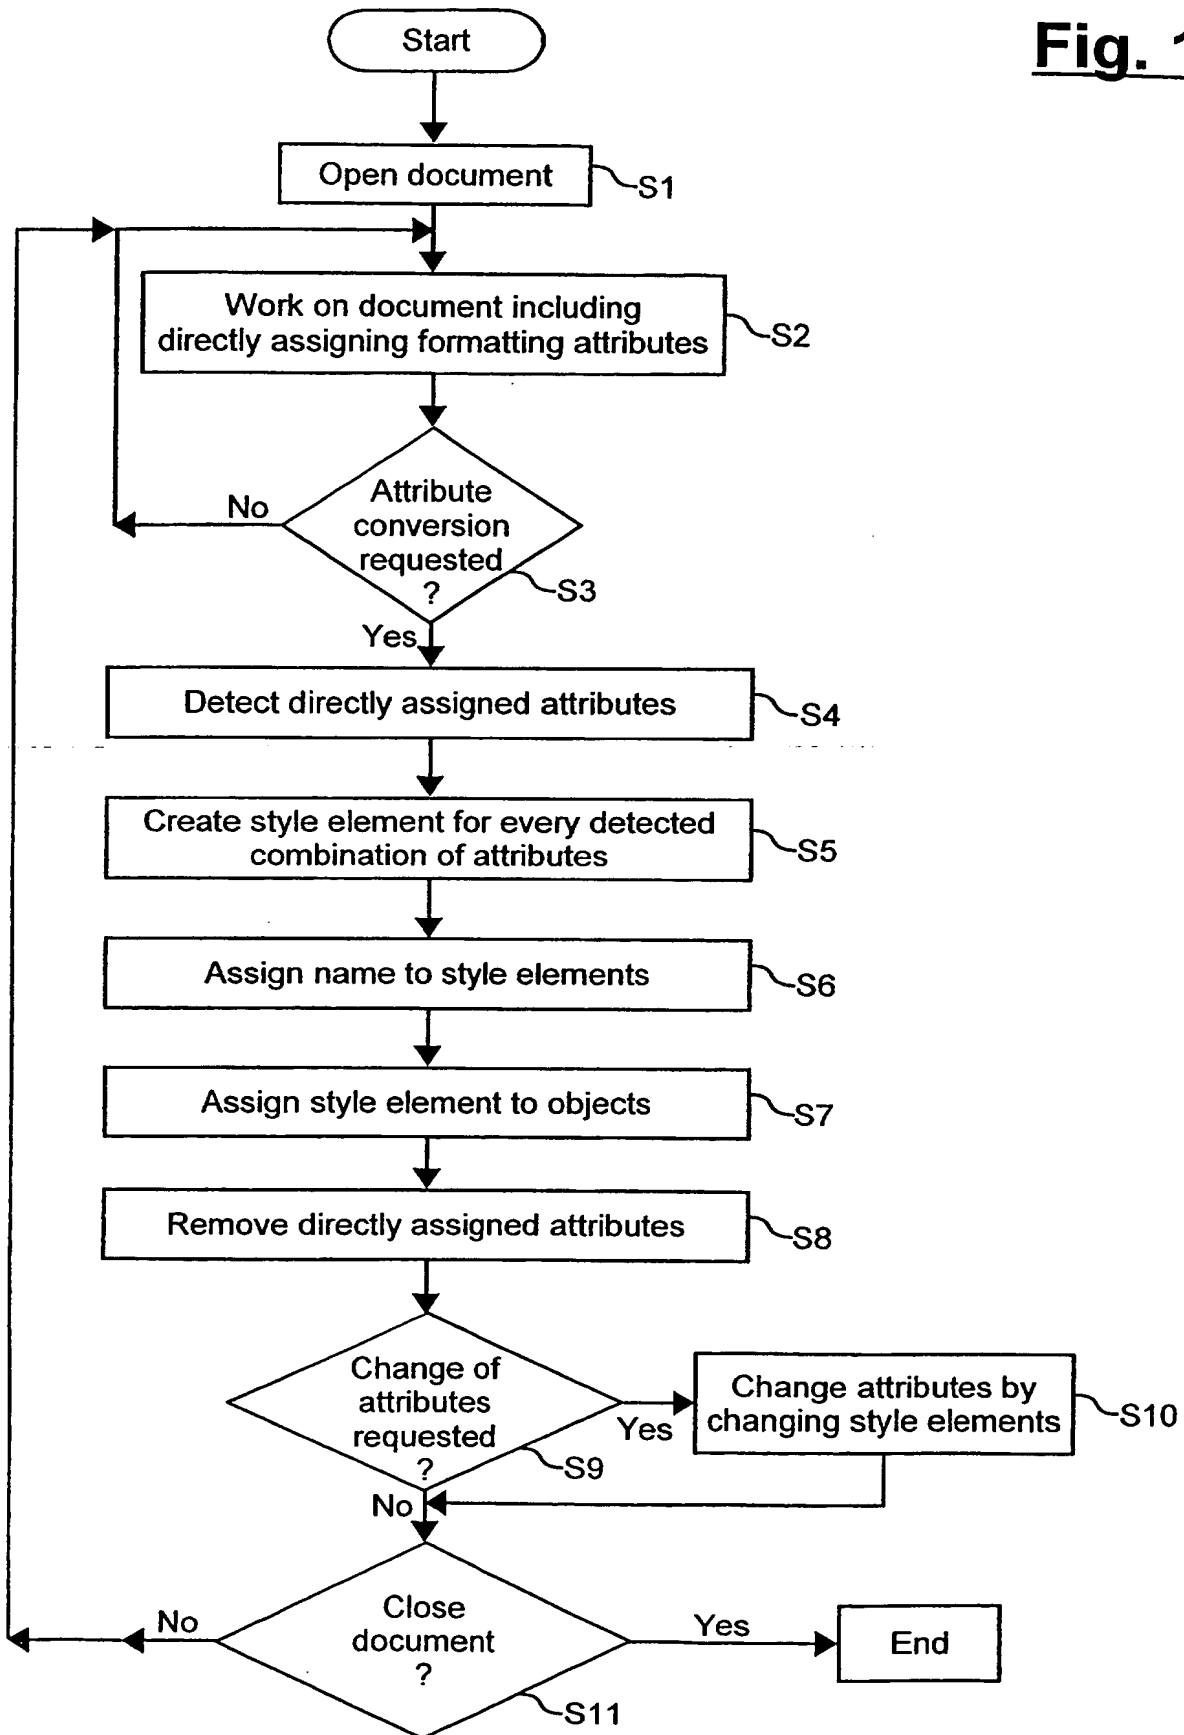 Start
Fig. 1
Open document
S1
Work on document including
directly assigning formatting attributes
S2
Attribute
conversion
requested
?
S3
No
Yes
Detect directly assigned attributes
S4
Create style element for every detected
combination of attributes
S5
Assign name to style elements
S6
Assign style element to objects
S7
Remove directly assigned attributes
S8
Change of
attributes
requested
?
S9
Yes
Change attributes by
changing style elements
S10
No
Close
document
?
S11
No
Yes
End